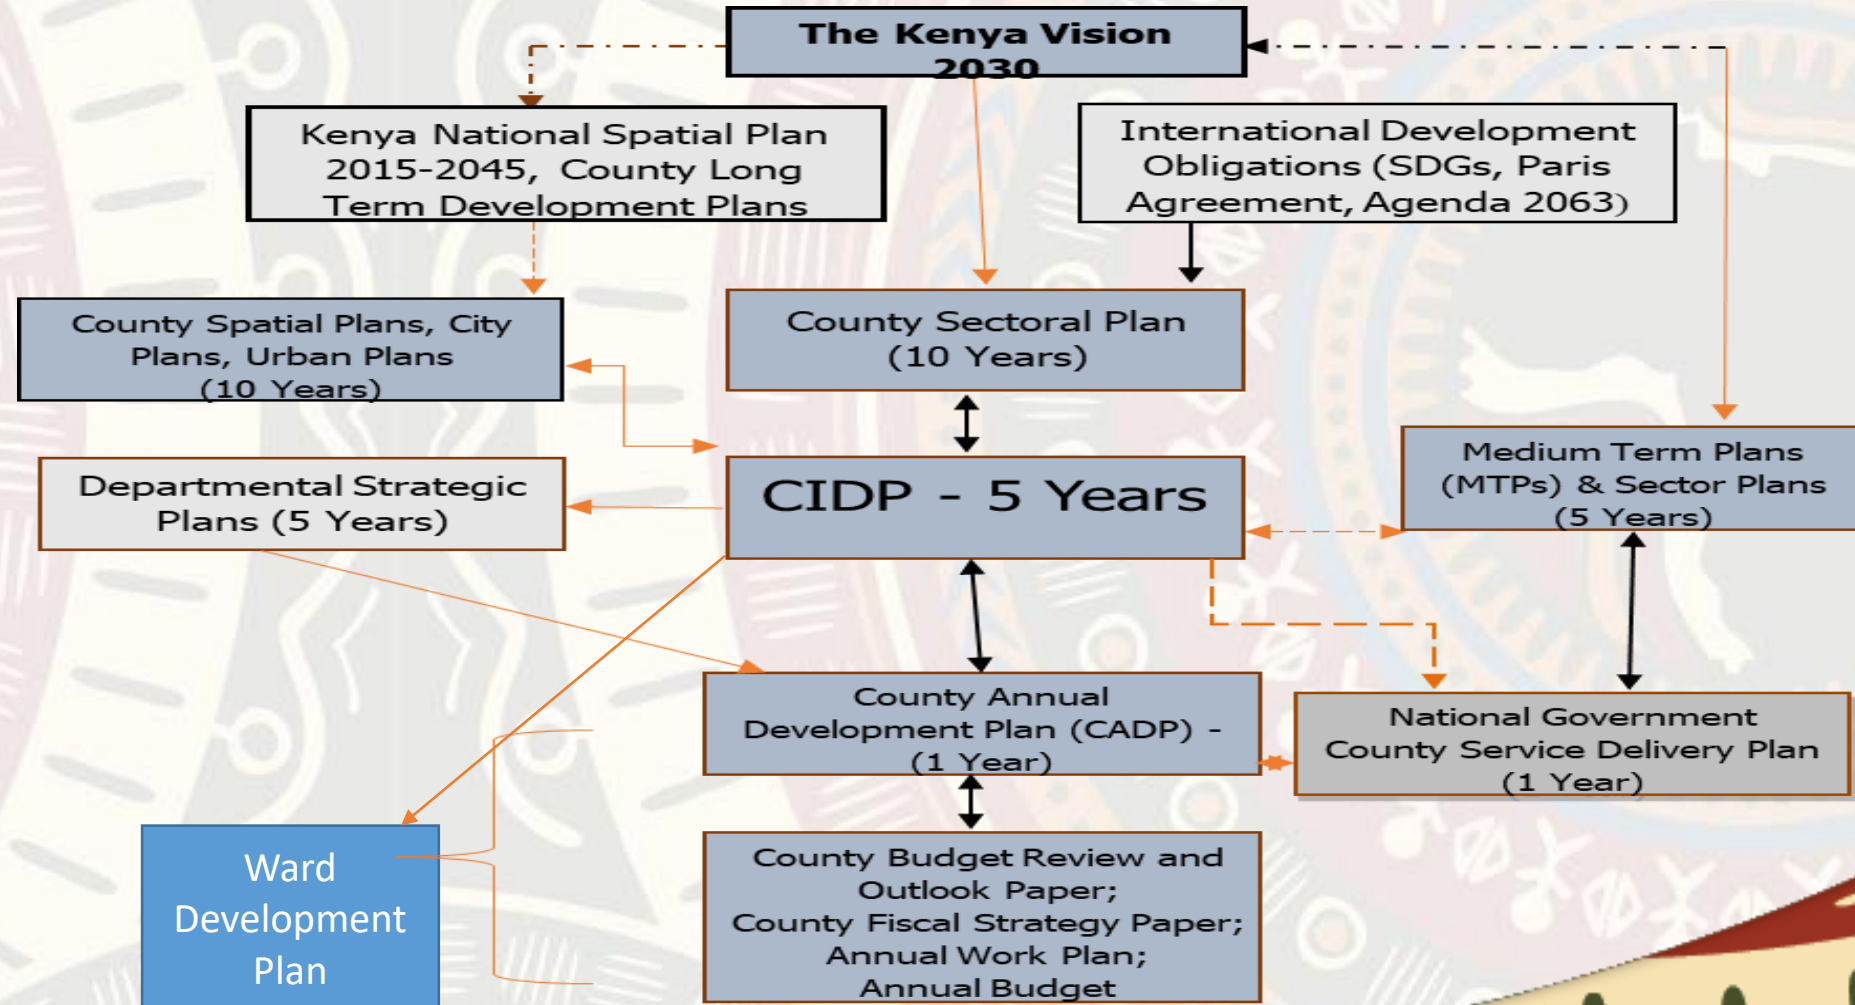 The Kenya Vision
2030
Kenya National Spatial Plan
2015-2045, County Long
Term Development Plans
International Development
Obligations (SDGs, Paris
Agreement, Agenda 2063)
County Spatial Plans, City
Plans, Urban Plans
(10 Years)
County Sectoral Plan
(10 Years)
Medium Term Plans
(MTPs) & Sector Plans
(5 Years)
Departmental Strategic
Plans (5 Years)
CIDP - 5 Years
County Annual
Development Plan (CADP) -
(1 Year)
National Government
County Service Delivery Plan
(1 Year)
Ward
Development
Plan
County Budget Review and
Outlook Paper;
County Fiscal Strategy Paper;
Annual Work Plan;
Annual Budget